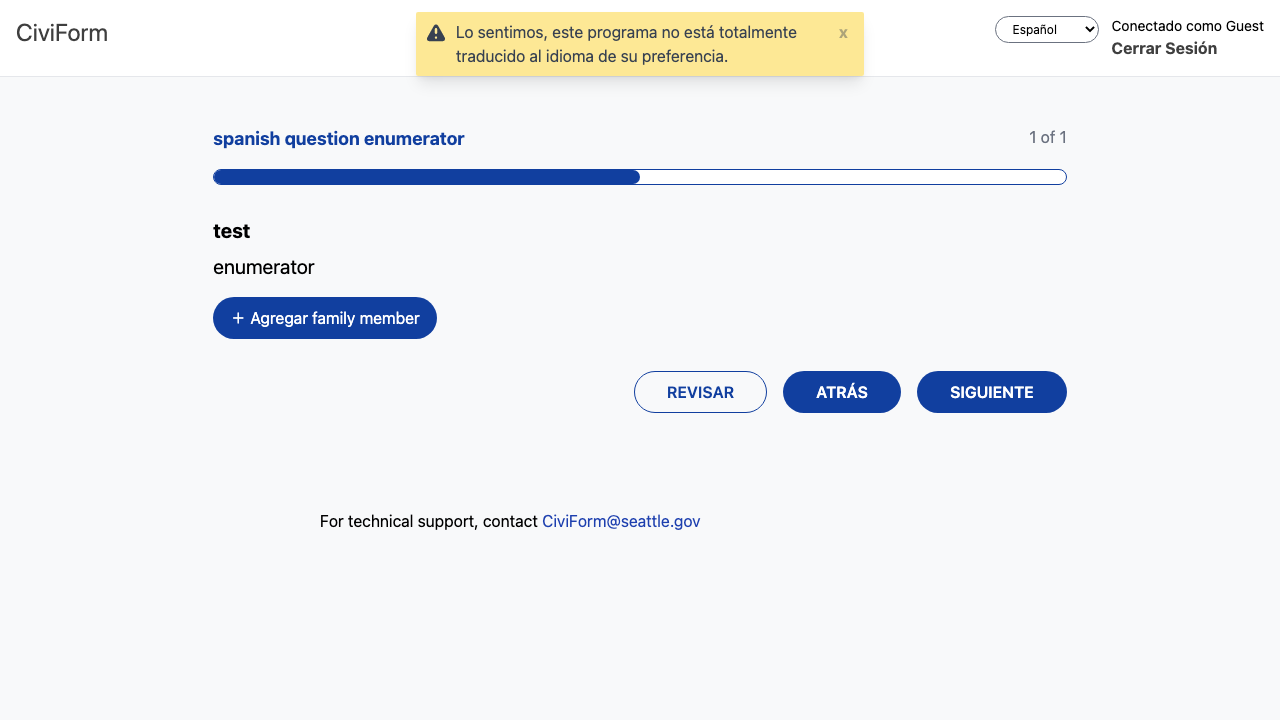 CiviForm
Lo sentimos, este programa no está totalmente
traducido al idioma de su preferencia.
x
Español
Conectado como Guest
Cerrar Sesión
spanish question enumerator
1 of 1
test
enumerator
+ Agregar family member
REVISAR
ATRÁS
SIGUIENTE
For technical support, contact CiviForm@seattle.gov